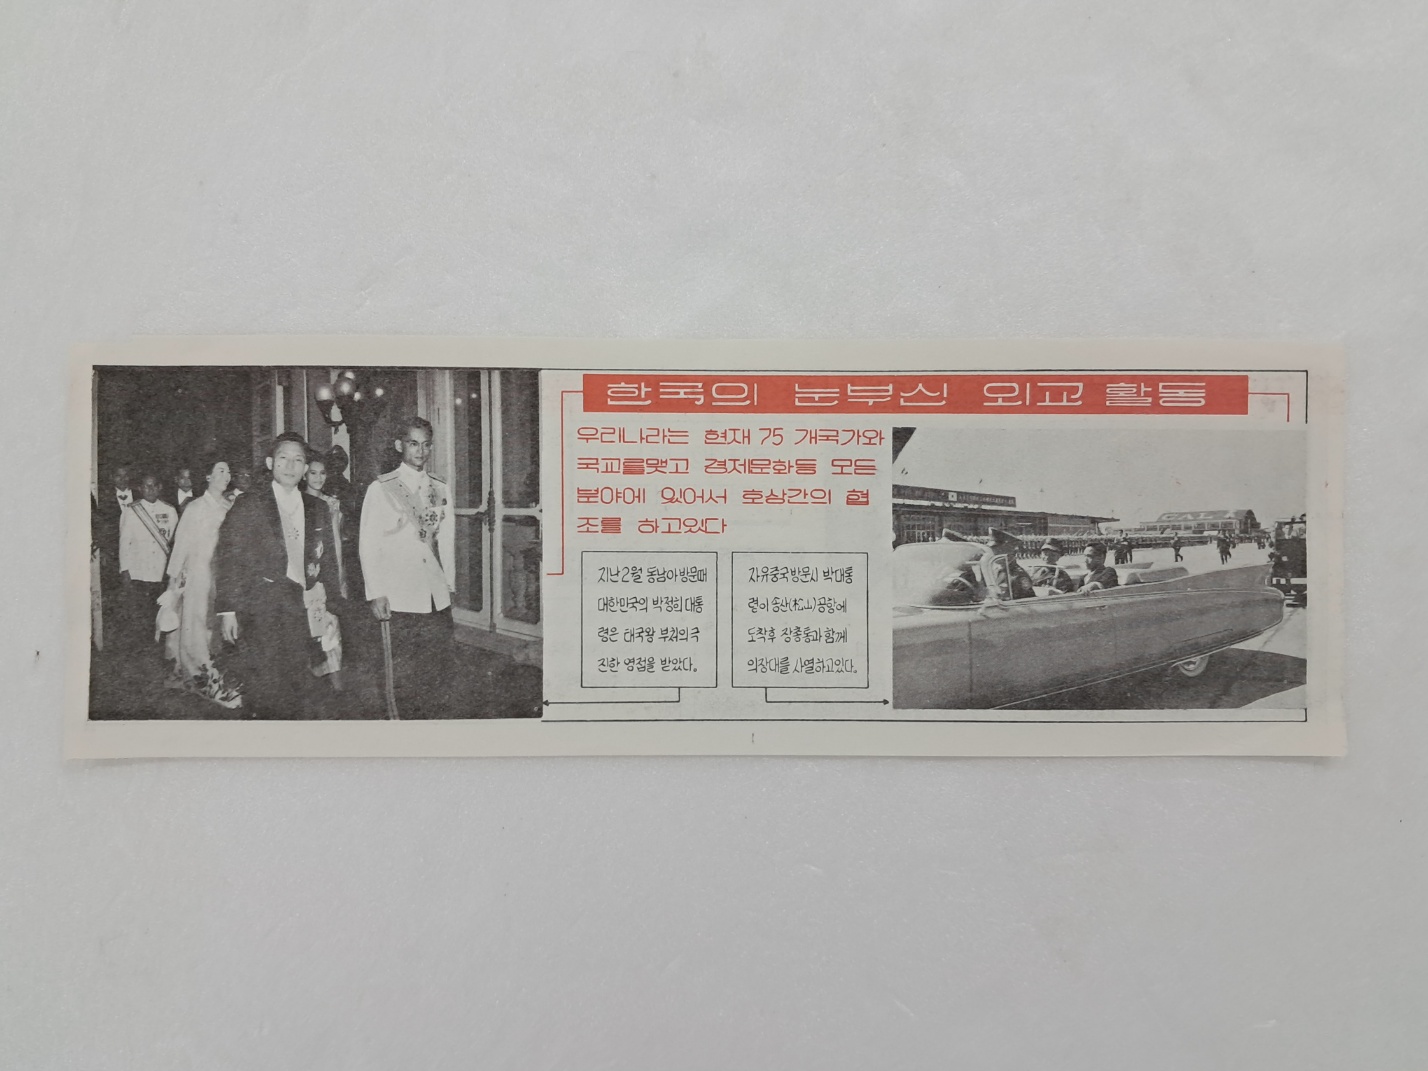 한국의 눈부신 외교 활동
우리나라는 현재 75 개국가와
국교를맺고 경제문화등 모든
분야에 있어서 호상간의 협
조를 하고있다
지난2월 동남아방문때
대한민국의 박정희대통
령은 태국왕 부처의극
진한 영접을 받았다.
자유중국방문시 박대통
령이 송산(松山)공항에
도착후 장총통과함께
의장대를 사열하고있다.